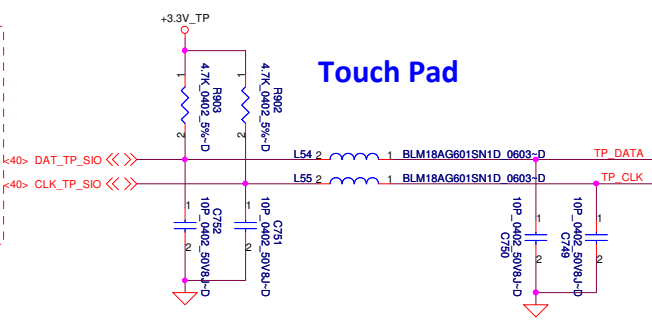 +3.3V_TP
Touch Pad
1
1
4.7K_0402_5%~D
R903
4.7K_0402_5%~D
R902
2
2
<40> DAT_TP_SIO
L54 2
1 BLM18AG601SN1D_0603~D
TP_DATA
<40> CLK_TP_SIO
L55 2
1 BLM18AG601SN1D_0603~D
TP_CLK
1
2
10P_0402_50V8J~D
C752
1
2
10P_0402_50V8J~D
C751
10P_0402_50V8J~D
C750
1
2
10P_0402_50V8J~D
C749
1
2